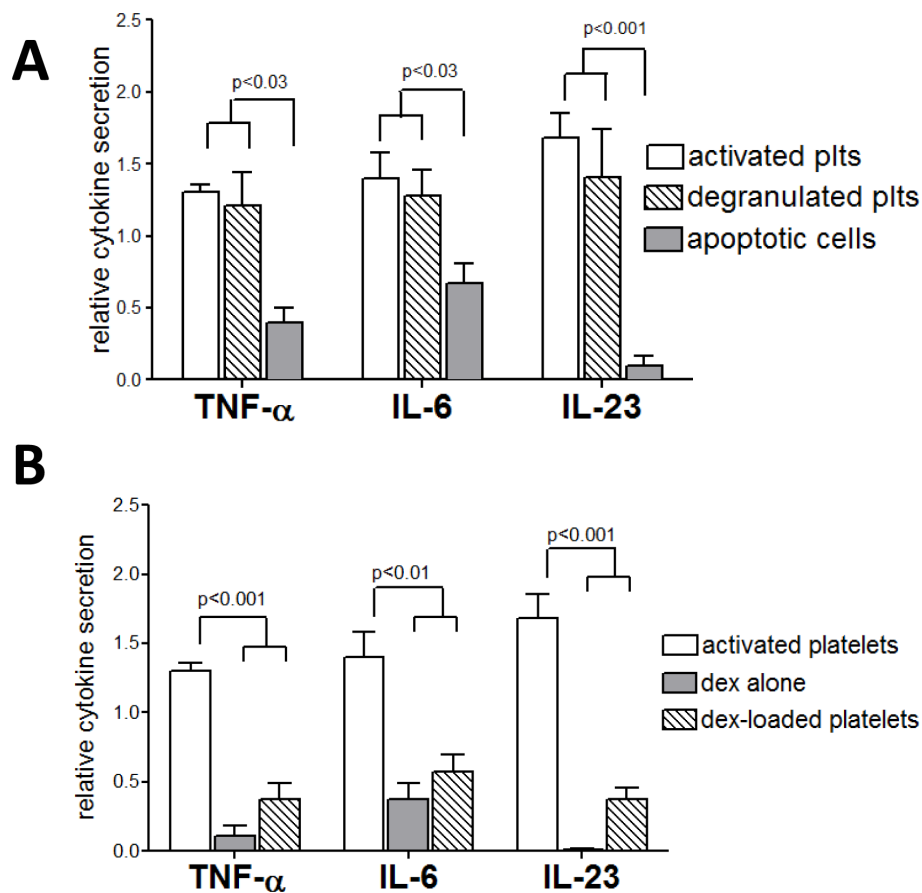 A
relative cytokine secretion
2.5
2.0
1.5
1.0
0.5
0.0
p<0.03
p<0.03
p<0.001
activated plts
degranulated plts
apoptotic cells
TNF-α
IL-6
IL-23
B
relative cytokine secretion
2.5
2.0
1.5
1.0
0.5
0.0
p<0.001
p<0.01
p<0.001
activated platelets
dex alone
dex-loaded platelets
TNF-α
IL-6
IL-23